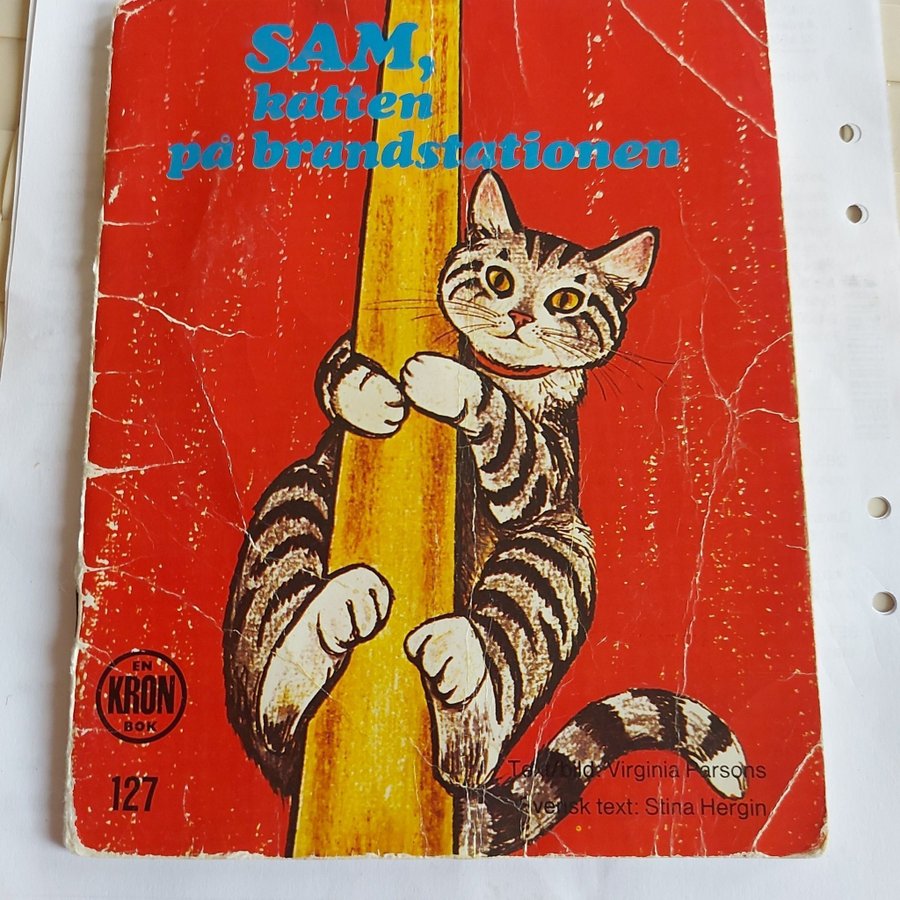 SAM,
katten
på brandstationen
EN
KRON
BOK
127
Text/bild: Virginia Parsons
Svensk text: Stina Hergin